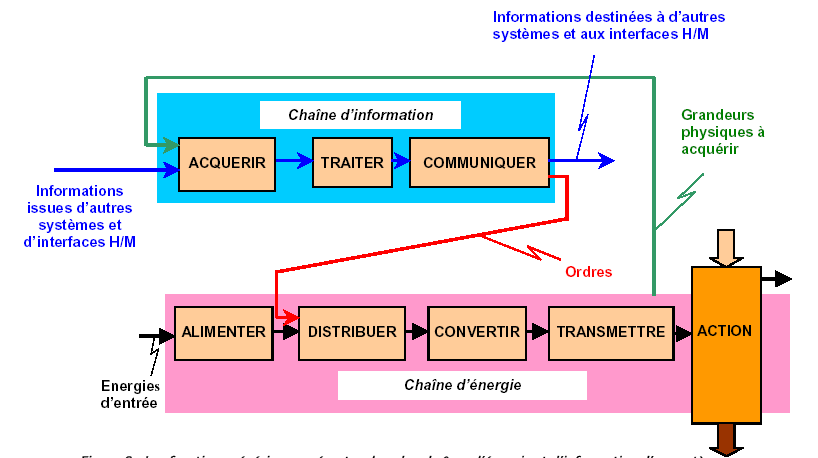 Informations destinées à d'autres
systèmes et aux interfaces H/M
Chaîne d'information
Grandeurs
physiques à
acquérir
ACQUERIR
TRAITER
COMMUNIQUER
Informations
issues d'autres
systèmes et
d'interfaces H/M
Ordres
ALIMENTER
DISTRIBUER
CONVERTIR
TRANSMETTRE
ACTION
Chaîne d'énergie
Energies
d'entrée